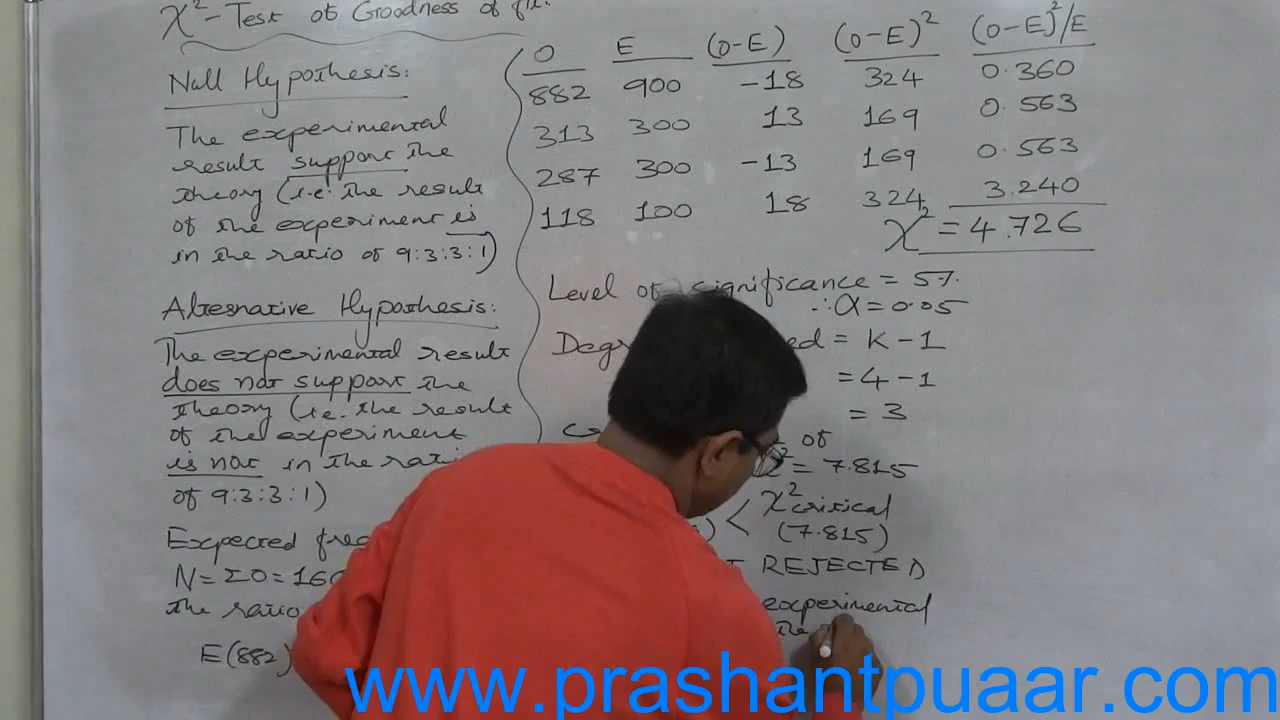 χ²-Test of Goodness of fit.
Null Hypothesis:
The experimental
result support the
theory (i.e. the result
of the experiment is
in the ratio of 9:3:3:1)
Alternative Hypothesis:
The experimental result
does not support the
theory (i.e. the result
of the experiment
is not in the
of 9:3:3:1)
Expected
N = ΣO = 160
the ratio
E(882)
O E (O-E) (O-E)² (O-E)²/E
882 900 -18 324 0.360
313 300 13 169 0.563
287 300 -13 169 0.563
118 100 18 324 3.240
χ² = 4.726
Level of significance = 5%.
∴ α = 0.05
= K - 1
= 4 - 1
= 3
of
= 7.815
) < χ² critical
(7.815)
REJECTED
experimental
the
www.prashantpuaar.com